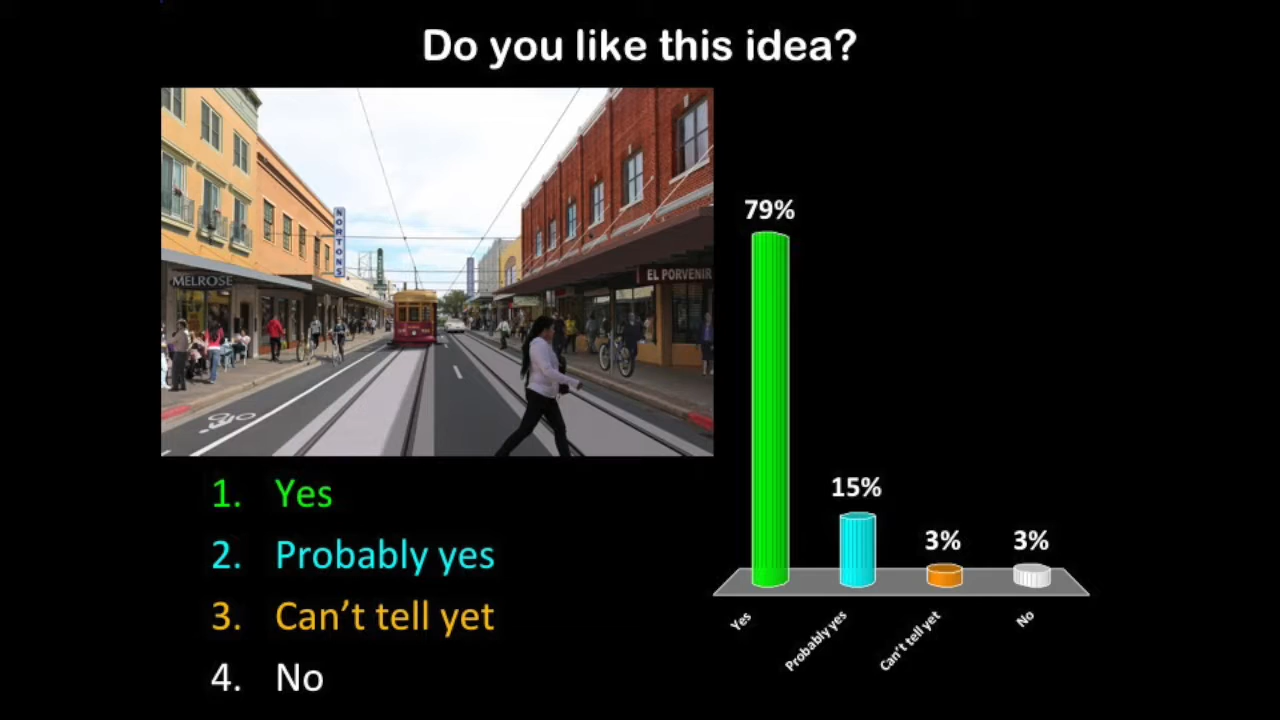 Do you like this idea?
NORTONS
MELROSE
EL PORVENIR
79%
15%
3%
3%
1. Yes
2. Probably yes
3. Can't tell yet
4. No
Yes
Probably yes
Can't tell yet
No